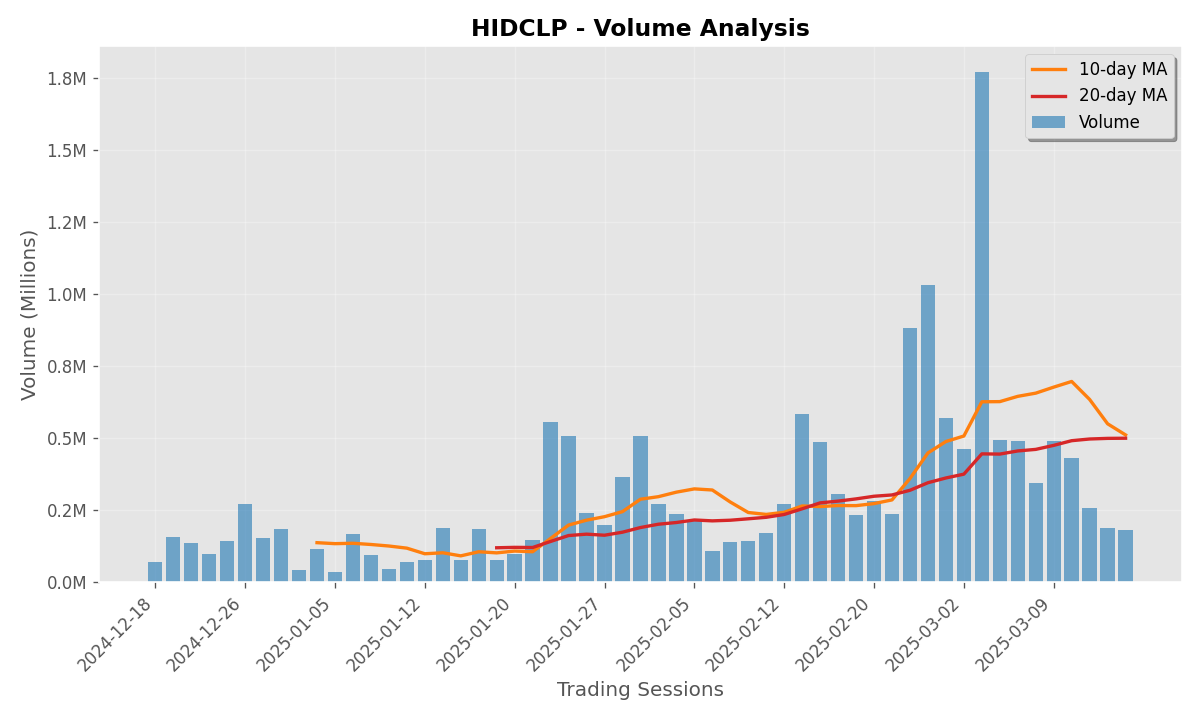 HIDCLP - Volume Analysis
10-day MA
20-day MA
Volume
Volume (Millions)
1.8M
1.5M
1.2M
1.0M
0.8M
0.5M
0.2M
0.0M
2024-12-18
2024-12-26
2025-01-05
2025-01-12
2025-01-20
2025-01-27
2025-02-05
2025-02-12
2025-02-20
2025-03-02
2025-03-09
Trading Sessions